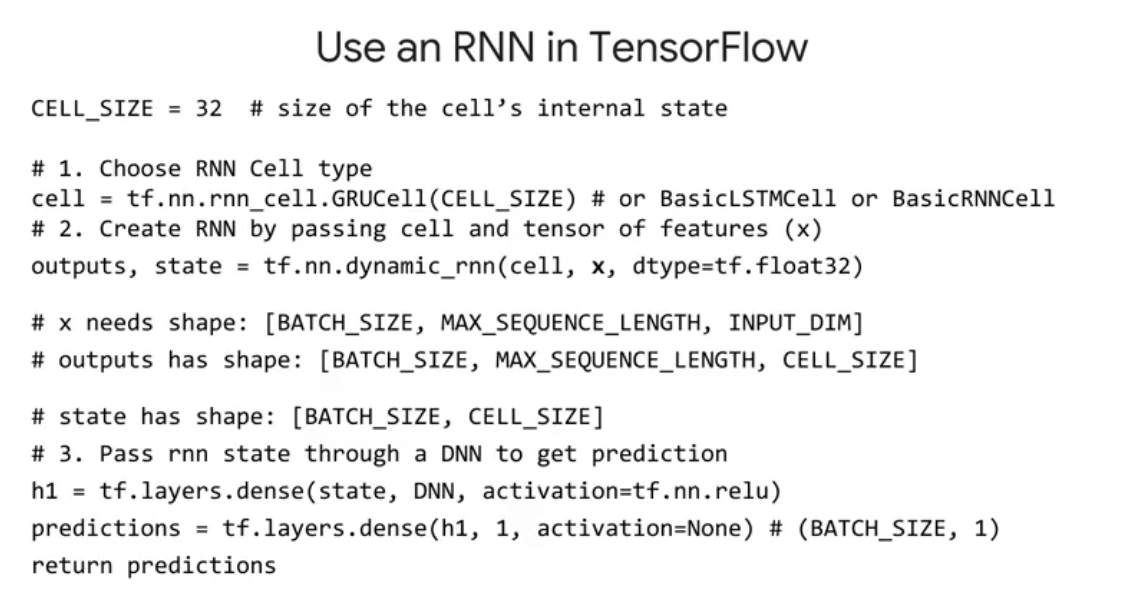 Use an RNN in TensorFlow
CELL_SIZE = 32  # size of the cell’s internal state
# 1. Choose RNN Cell type
cell = tf.nn.rnn_cell.GRUCell(CELL_SIZE) # or BasicLSTMCell or BasicRNNCell
# 2. Create RNN by passing cell and tensor of features (x)
outputs, state = tf.nn.dynamic_rnn(cell, x, dtype=tf.float32)
# x needs shape: [BATCH_SIZE, MAX_SEQUENCE_LENGTH, INPUT_DIM]
# outputs has shape: [BATCH_SIZE, MAX_SEQUENCE_LENGTH, CELL_SIZE]
# state has shape: [BATCH_SIZE, CELL_SIZE]
# 3. Pass rnn state through a DNN to get prediction
h1 = tf.layers.dense(state, DNN, activation=tf.nn.relu)
predictions = tf.layers.dense(h1, 1, activation=None) # (BATCH_SIZE, 1)
return predictions